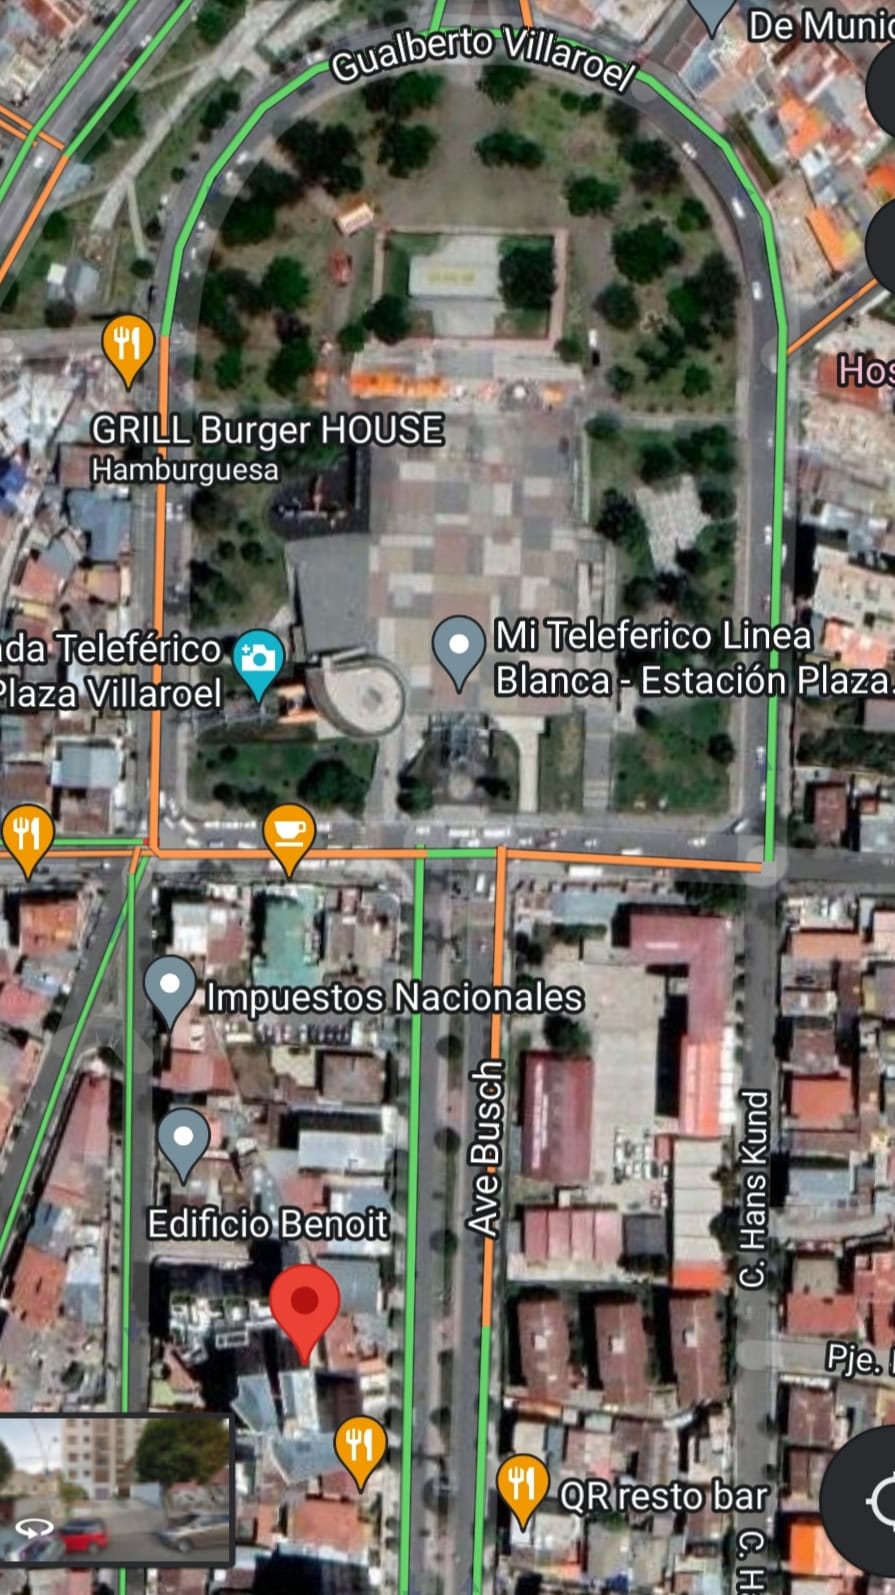 De Munic
Gualberto Villaroel
Hos
GRILL Burger HOUSE
Hamburguesa
da Teleférico
Plaza Villaroel
Mi Teleferico Linea
Blanca - Estación Plaza
Impuestos Nacionales
Ave Busch
C. Hans Kund
Edificio Benoit
Pje.
QR resto bar
C. H